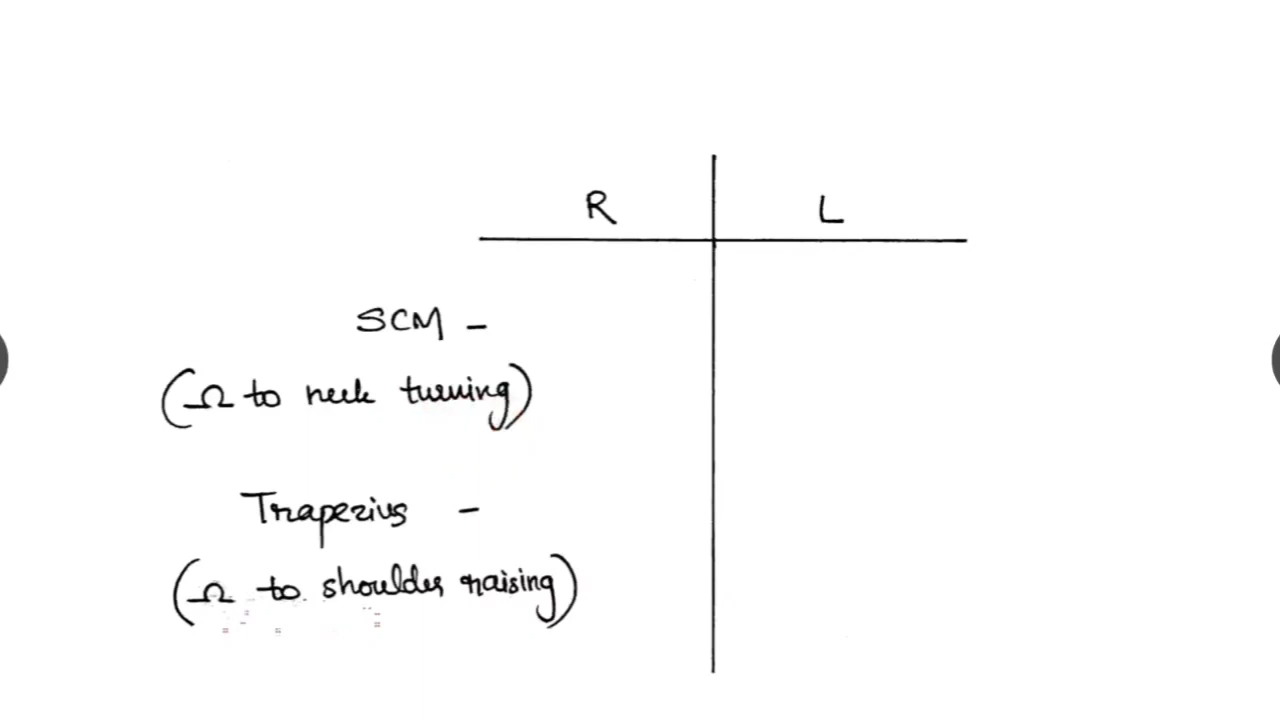 R L
SCM -
(Ω to neck turning)
Trapezius -
(Ω to shoulder raising)